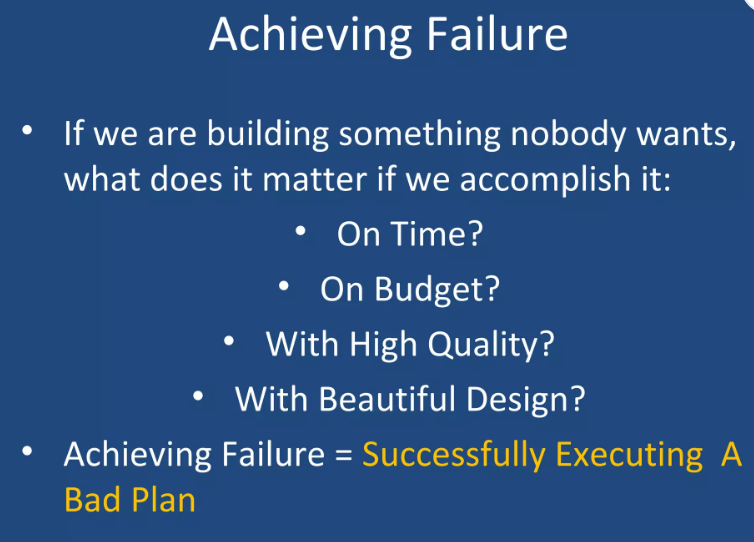 Achieving Failure
• If we are building something nobody wants,
what does it matter if we accomplish it:
• On Time?
• On Budget?
• With High Quality?
• With Beautiful Design?
• Achieving Failure = Successfully Executing A
Bad Plan